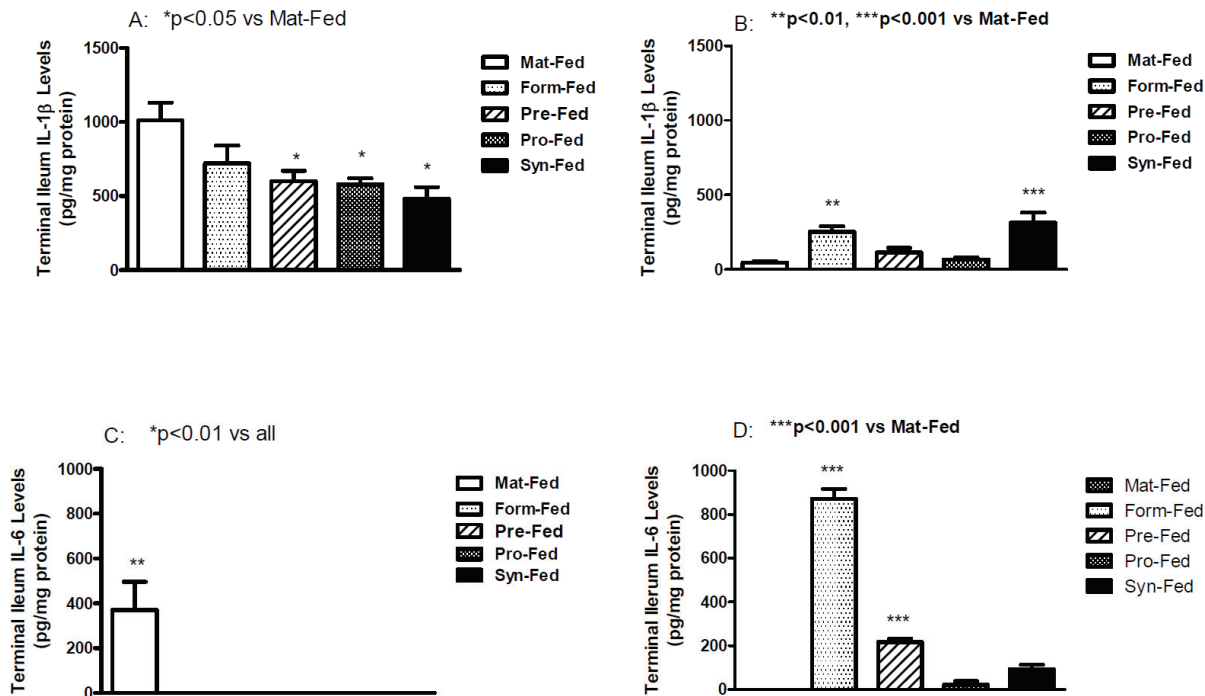 A: *p<0.05 vs Mat-Fed
Terminal Ileum IL-1β Levels
(pg/mg protein)
1500
1000
500
0
*
*
*
Mat-Fed
Form-Fed
Pre-Fed
Pro-Fed
Syn-Fed
B: **p<0.01, ***p<0.001 vs Mat-Fed
Terminal Ileum IL-1β Levels
(pg/mg protein)
1500
1000
500
0
**
***
Mat-Fed
Form-Fed
Pre-Fed
Pro-Fed
Syn-Fed
C: *p<0.01 vs all
Terminal Ileum IL-6 Levels
(pg/mg protein)
1000
800
600
400
200
0
**
Mat-Fed
Form-Fed
Pre-Fed
Pro-Fed
Syn-Fed
D: ***p<0.001 vs Mat-Fed
Terminal Ilerum IL-6 Levels
(pg/mg protein)
1000
800
600
400
200
0
***
***
Mat-Fed
Form-Fed
Pre-Fed
Pro-Fed
Syn-Fed